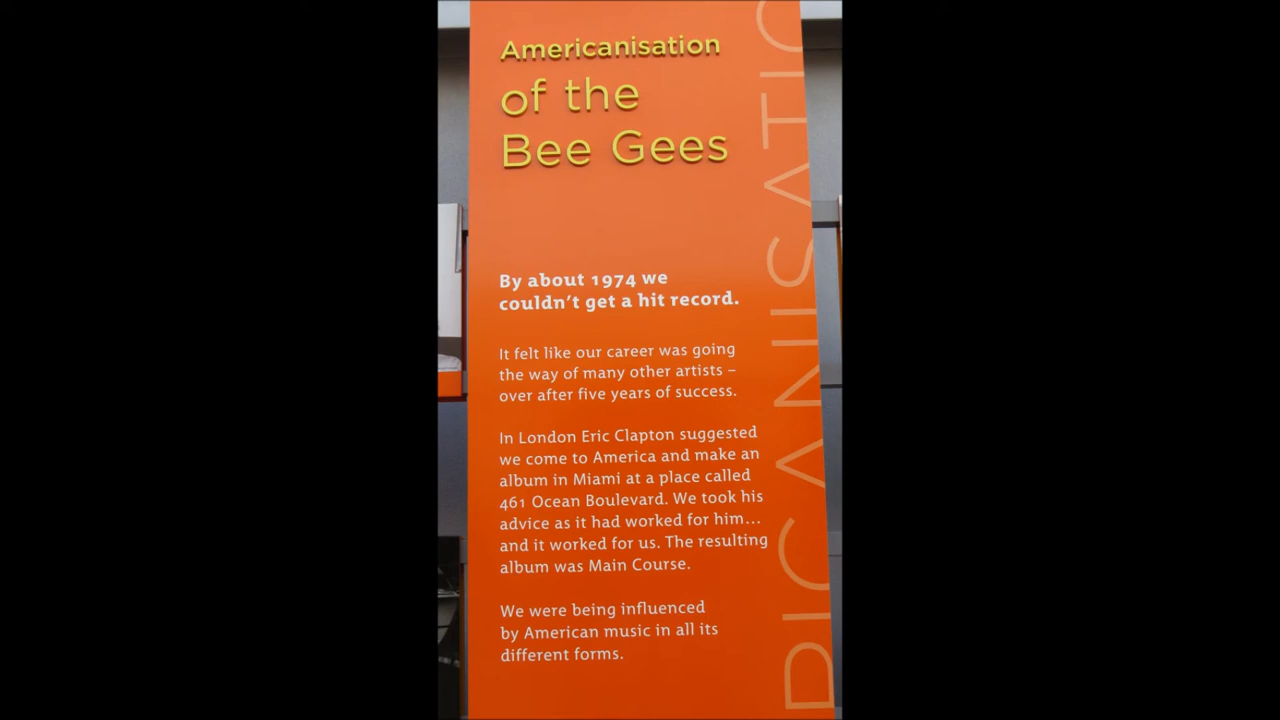 Americanisation
of the
Bee Gees
By about 1974 we
couldn't get a hit record.
It felt like our career was going
the way of many other artists –
over after five years of success.
In London Eric Clapton suggested
we come to America and make an
album in Miami at a place called
461 Ocean Boulevard. We took his
advice as it had worked for him...
and it worked for us. The resulting
album was Main Course.
We were being influenced
by American music in all its
different forms.
RICANISATIO